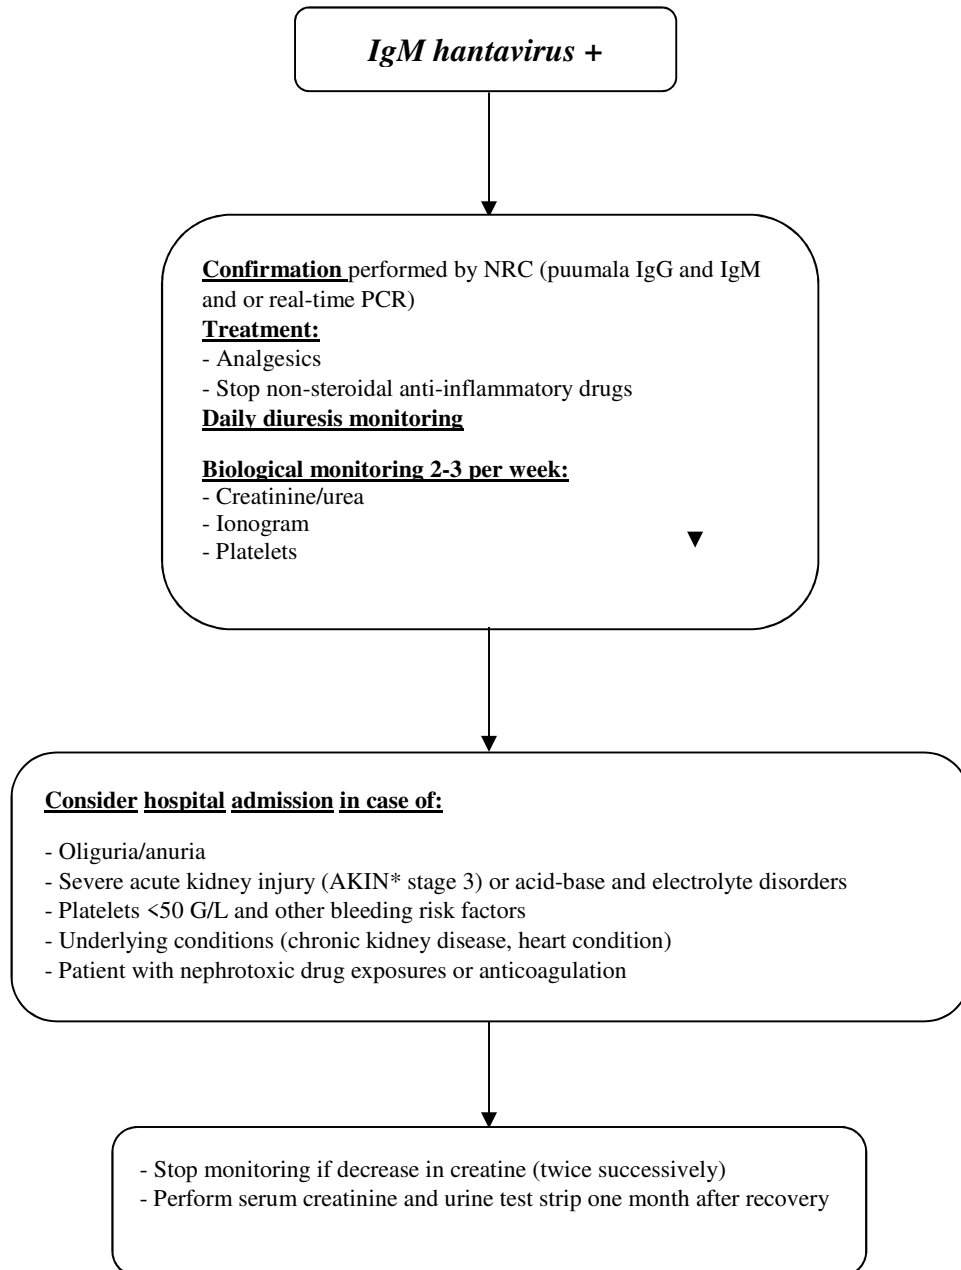 IgM hantavirus +
Confirmation performed by NRC (puumala IgG and IgM
and or real-time PCR)
Treatment:
- Analgesics
- Stop non-steroidal anti-inflammatory drugs
Daily diuresis monitoring
Biological monitoring 2-3 per week:
- Creatinine/urea
- Ionogram
- Platelets
Consider hospital admission in case of:
- Oliguria/anuria
- Severe acute kidney injury (AKIN* stage 3) or acid-base and electrolyte disorders
- Platelets <50 G/L and other bleeding risk factors
- Underlying conditions (chronic kidney disease, heart condition)
- Patient with nephrotoxic drug exposures or anticoagulation
- Stop monitoring if decrease in creatine (twice successively)
- Perform serum creatinine and urine test strip one month after recovery